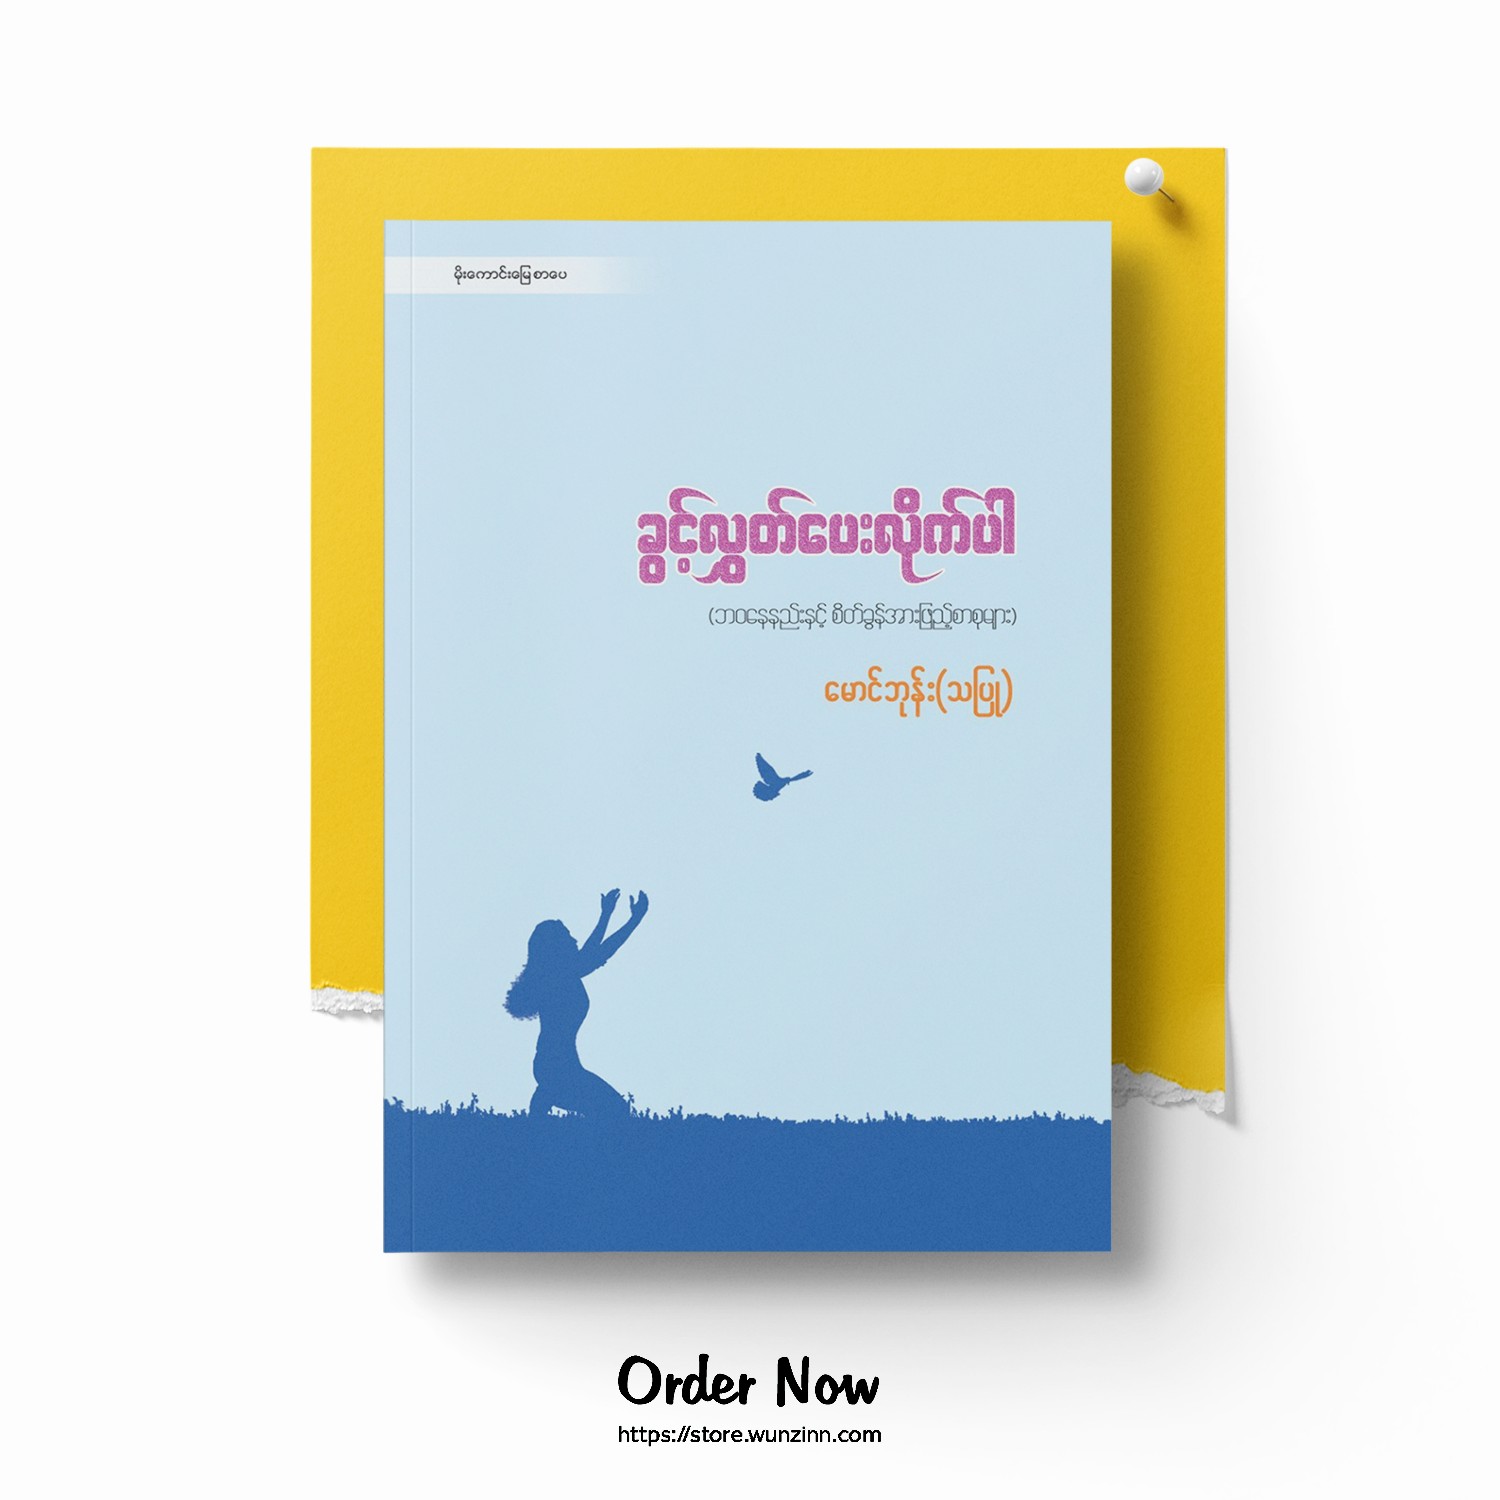 မိုးကောင်းမြေစာပေ
ခွင့်လွှတ်ပေးလိုက်ပါ
(ဘဝနေနည်းနှင့် စိတ်ခွန်အားဖြည့်စာစုများ)
မောင်ဘုန်း(သပြု)
Order Now
https://store.wunzinn.com